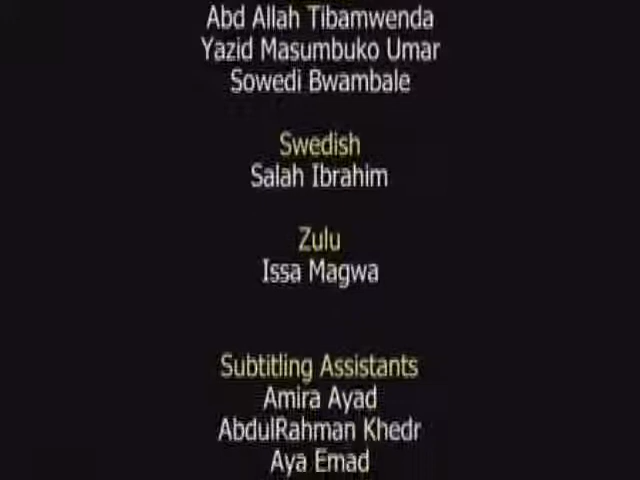 Abd Allah Tibamwenda
Yazid Masumbuko Umar
Sowedi Bwambale
Swedish
Salah Ibrahim
Zulu
Issa Magwa
Subtitling Assistants
Amira Ayad
AbdulRahman Khedr
Aya Emad